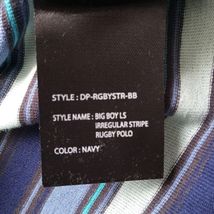 STYLE : DP-RGBYSTR-BB
STYLE NAME : BIG BOY LS
IRREGULAR STRIPE
RUGBY POLO
COLOR : NAVY